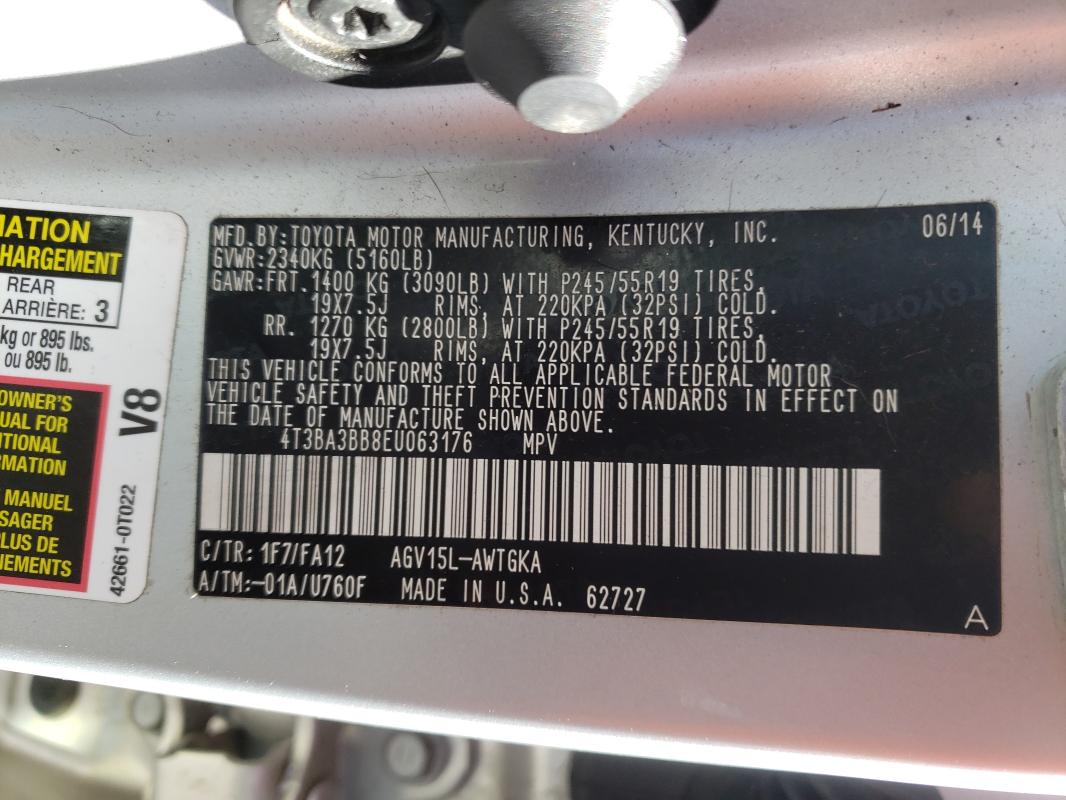 MATION
CHARGEMENT
REAR
ARRIÈRE: 3
kg or 895 lbs.
ou 895 lb.
OWNER'S
UAL FOR
ITIONAL
RMATION
MANUEL
SAGER
LUS DE
NEMENTS
V8
42661-0T022
MFD.BY:TOYOTA MOTOR MANUFACTURING, KENTUCKY, INC. 06/14
GVWR:2340KG (5160LB)
GAWR:FRT.1400 KG (3090LB) WITH P245/55R19 TIRES,
19X7.5J RIMS, AT 220KPA (32PSI) COLD.
RR. 1270 KG (2800LB) WITH P245/55R19 TIRES,
19X7.5J RIMS, AT 220KPA (32PSI) COLD.
THIS VEHICLE CONFORMS TO ALL APPLICABLE FEDERAL MOTOR
VEHICLE SAFETY AND THEFT PREVENTION STANDARDS IN EFFECT ON
THE DATE OF MANUFACTURE SHOWN ABOVE.
4T3BA3BB8EU063176 MPV
C/TR: 1F7/FA12 AGV15L-AWTGKA
A/TM:-01A/U760F MADE IN U.S.A. 62727
A